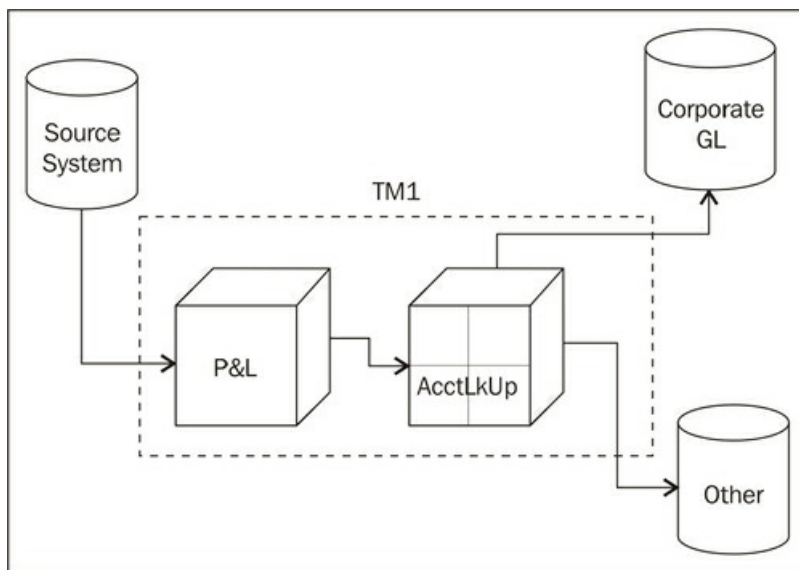 Source
System
Corporate
GL
TM1
P&L
AcctLkUp
Other